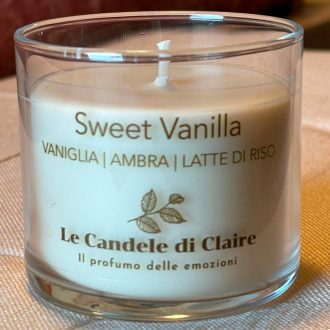 Sweet Vanilla
VANIGLIA | AMBRA | LATTE DI RISO
Le Candele di Claire
Il profumo delle emozioni